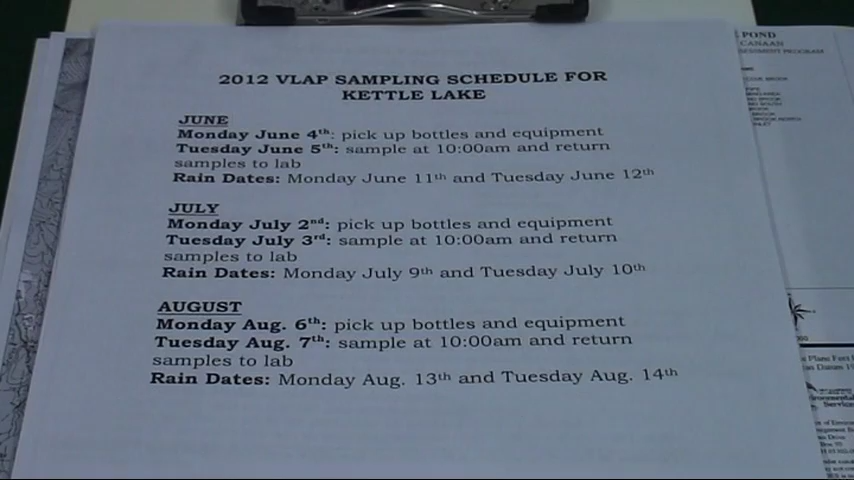 2012 VLAP SAMPLING SCHEDULE FOR
KETTLE LAKE
JUNE
Monday June 4th: pick up bottles and equipment
Tuesday June 5th: sample at 10:00am and return
samples to lab
Rain Dates: Monday June 11th and Tuesday June 12th
JULY
Monday July 2nd: pick up bottles and equipment
Tuesday July 3rd: sample at 10:00am and return
samples to lab
Rain Dates: Monday July 9th and Tuesday July 10th
AUGUST
Monday Aug. 6th: pick up bottles and equipment
Tuesday Aug. 7th: sample at 10:00am and return
samples to lab
Rain Dates: Monday Aug. 13th and Tuesday Aug. 14th
POND
CANAAN
PROGRAM
BROOK